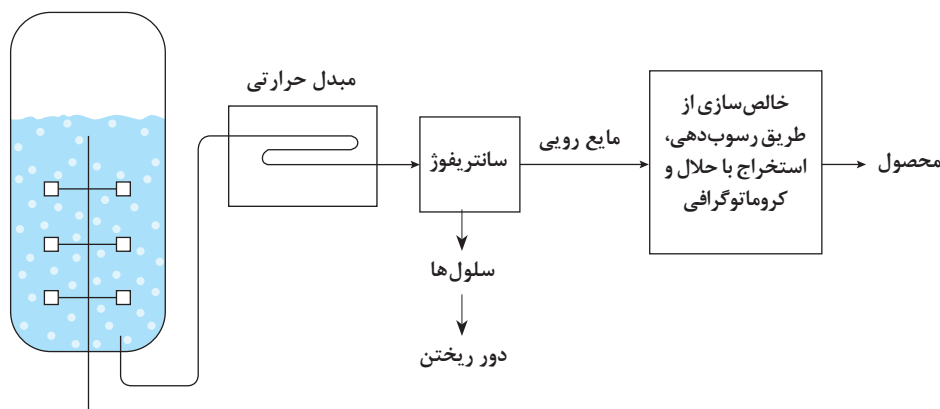 مبدل حرارتی
سانتریفوژ
مایع رویی
خالص‌سازی از
طریق رسوب‌دهی،
استخراج با حلال و
کروماتوگرافی
محصول
سلول‌ها
دور ریختن